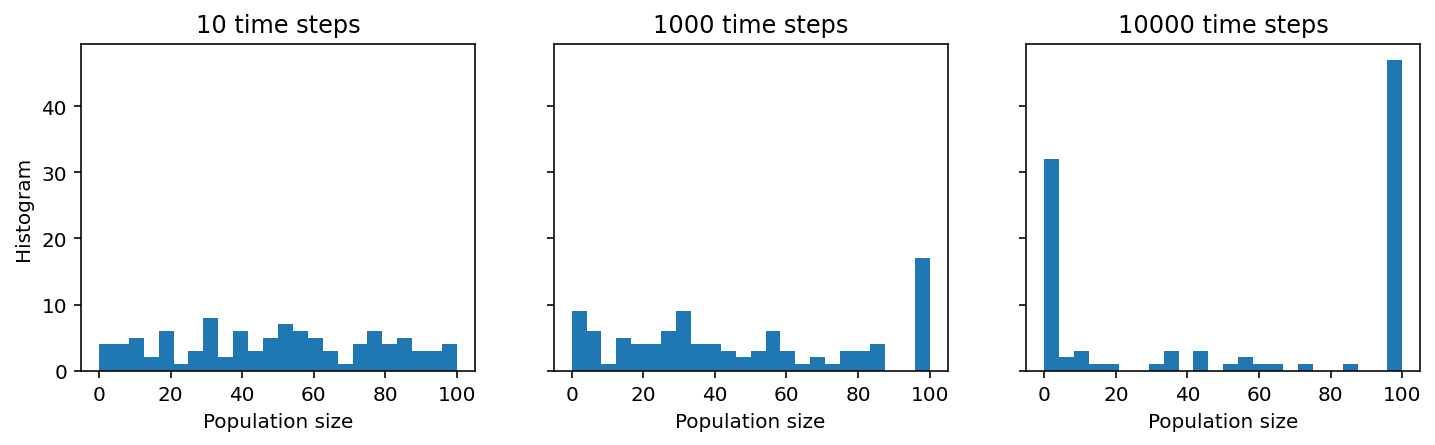 10 time steps
1000 time steps
10000 time steps
Histogram
40
30
20
10
0
0 20 40 60 80 100
0 20 40 60 80 100
0 20 40 60 80 100
Population size
Population size
Population size